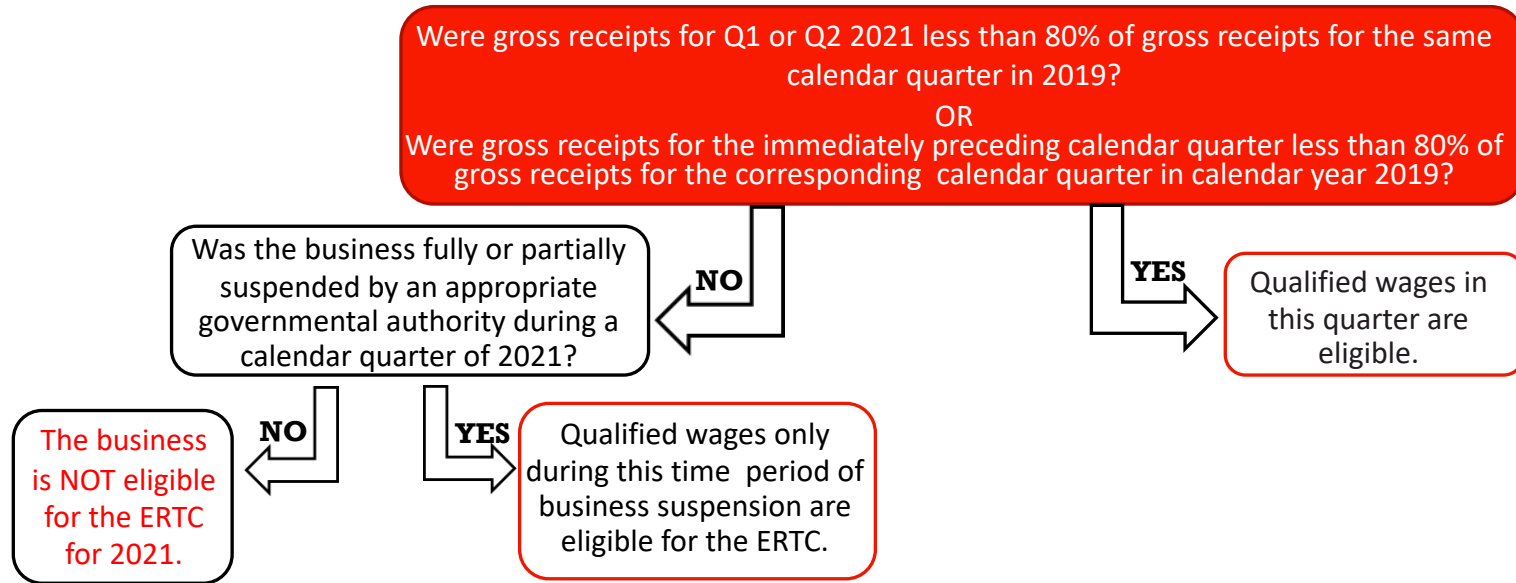 Were gross receipts for Q1 or Q2 2021 less than 80% of gross receipts for the same
calendar quarter in 2019?
OR
Were gross receipts for the immediately preceding calendar quarter less than 80% of
gross receipts for the corresponding calendar quarter in calendar year 2019?
Was the business fully or partially
suspended by an appropriate
governmental authority during a
calendar quarter of 2021?
NO
YES
Qualified wages in
this quarter are
eligible.
The business
is NOT eligible
for the ERTC
for 2021.
NO
YES
Qualified wages only
during this time period of
business suspension are
eligible for the ERTC.